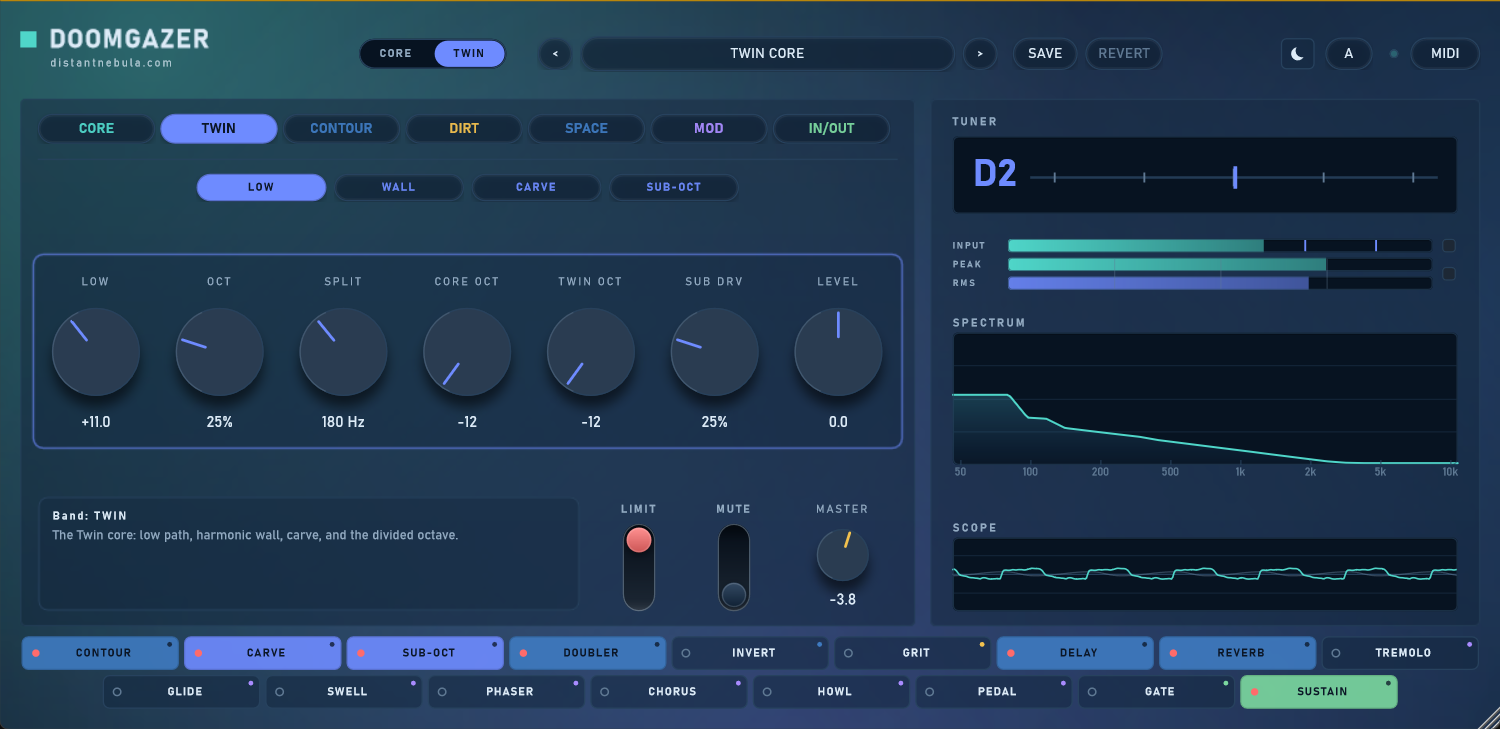 DOOMGAZER
distantnebula.com
CORE TWIN
< TWIN CORE >
SAVE REVERT
A MIDI
CORE TWIN CONTOUR DIRT SPACE MOD IN/OUT
LOW WALL CARVE SUB-OCT
LOW OCT SPLIT CORE OCT TWIN OCT SUB DRV LEVEL
+11.0 25% 180 Hz -12 -12 25% 0.0
Band: TWIN
The Twin core: low path, harmonic wall, carve, and the divided octave.
LIMIT MUTE MASTER
-3.8
TUNER
D2
INPUT
PEAK
RMS
SPECTRUM
50 100 200 500 1k 2k 5k 10k
SCOPE
CONTOUR CARVE SUB-OCT DOUBLER INVERT GRIT DELAY REVERB TREMOLO
GLIDE SWELL PHASER CHORUS HOWL PEDAL GATE SUSTAIN